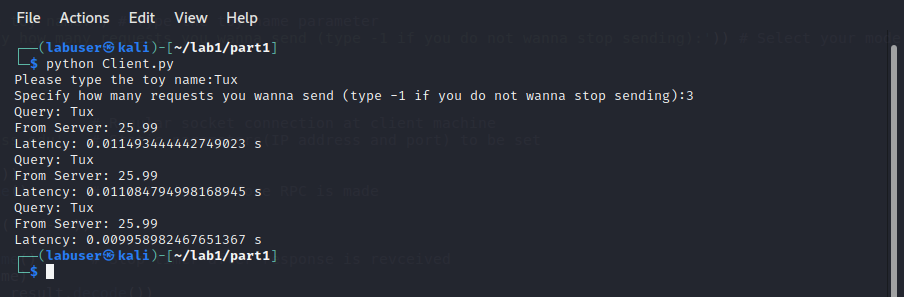 File Actions Edit View Help
┌──(labuser㉿kali)-[~/lab1/part1]
└─$ python Client.py
Please type the toy name:Tux
Specify how many requests you wanna send (type -1 if you do not wanna stop sending):3
Query: Tux
From Server: 25.99
Latency: 0.011493444442749023 s
Query: Tux
From Server: 25.99
Latency: 0.011084794998168945 s
Query: Tux
From Server: 25.99
Latency: 0.009958982467651367 s
┌──(labuser㉿kali)-[~/lab1/part1]
└─$